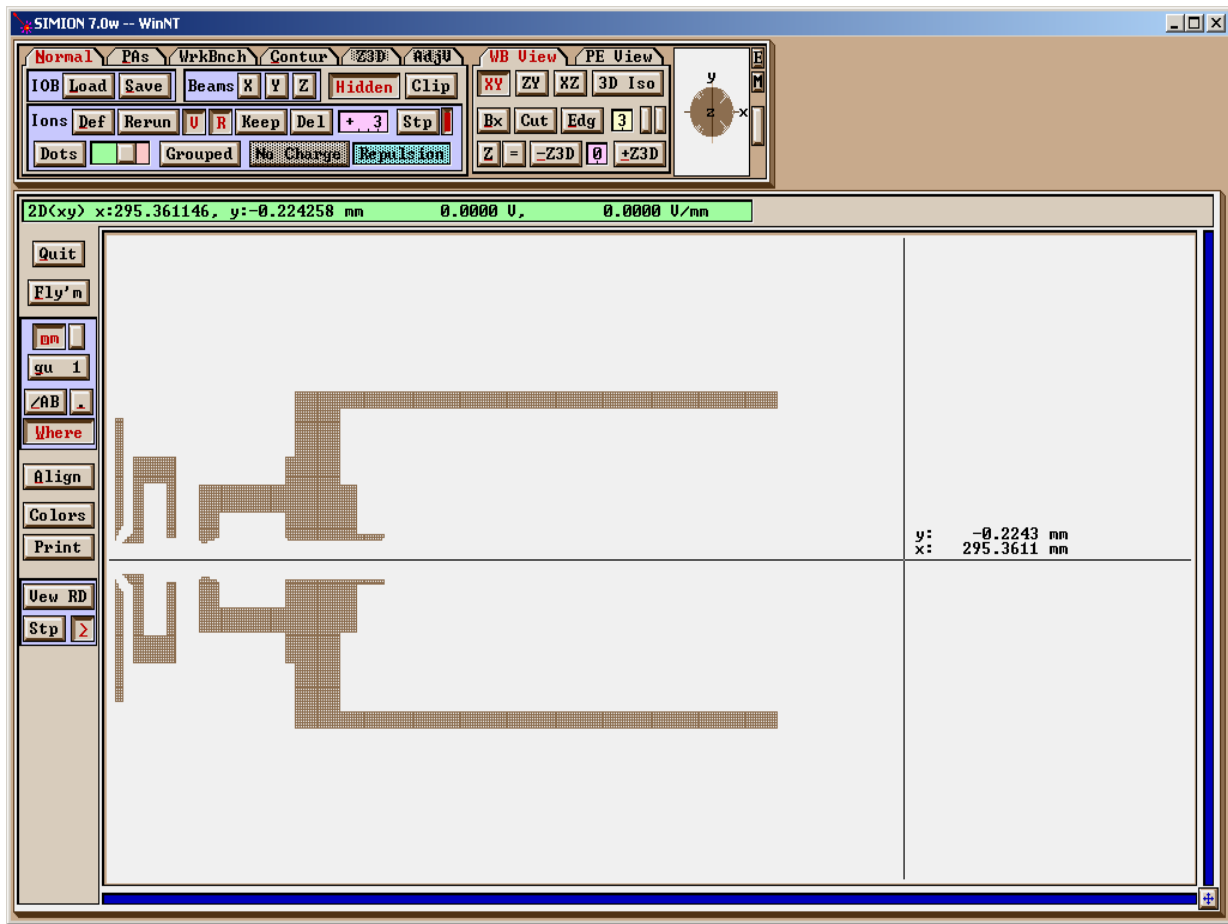 SIMION 7.0w -- WinNT
Normal PAs WrkBnch Contur Z3D AdjV WB View PE View E
IOB Load Save Beams X Y Z Hidden Clip XY ZY XZ 3D Iso M
Ions Def Rerun V R Keep Del + 3 Stp Bx Cut Edg 3
Dots Grouped No Charge Repulsion Z = -Z3D 0 +Z3D
y
z x
2D(xy) x:295.361146, y:-0.224258 mm 0.0000 V, 0.0000 V/mm
Quit
Fly'm
mm
gu 1
∠AB .
Where
Align
Colors
Print
Vew RD
Stp Σ
y: -0.2243 mm
x: 295.3611 mm